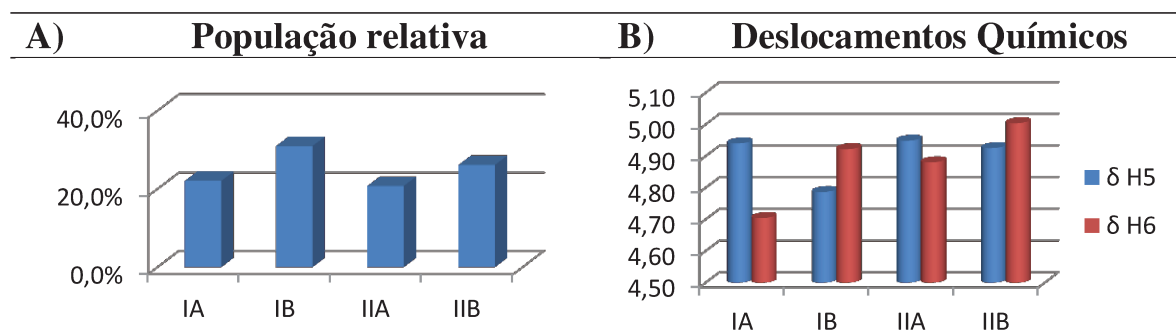 A) População relativa
B) Deslocamentos Químicos
40,0%
20,0%
0,0%
IA IB IIA IIB
5,10
5,00
4,90
4,80
4,70
4,60
4,50
IA IB IIA IIB
δ H5
δ H6